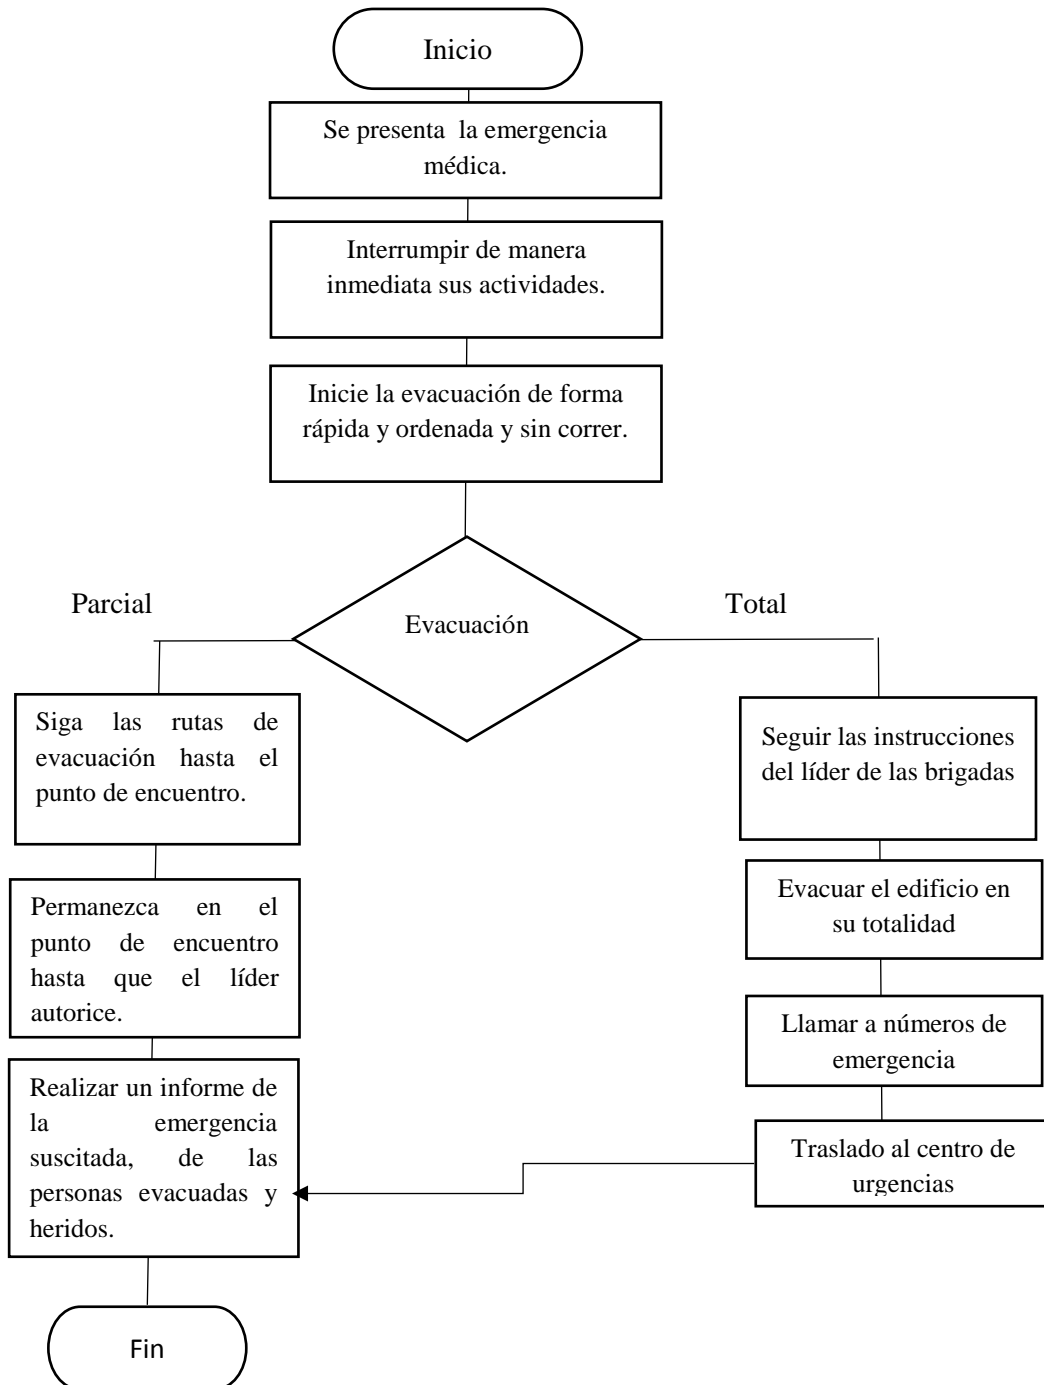 Inicio
Se presenta  la emergencia
médica.
Interrumpir de manera
inmediata sus actividades.
Inicie la evacuación de forma
rápida y ordenada y sin correr.
Evacuación
Parcial
Total
Siga las rutas de
evacuación hasta el
punto de encuentro.
Permanezca en el
punto de encuentro
hasta que el líder
autorice.
Realizar un informe de
la emergencia
suscitada, de las
personas evacuadas y
heridos.
Seguir las instrucciones
del líder de las brigadas
Evacuar el edificio en
su totalidad
Llamar a números de
emergencia
Traslado al centro de
urgencias
Fin